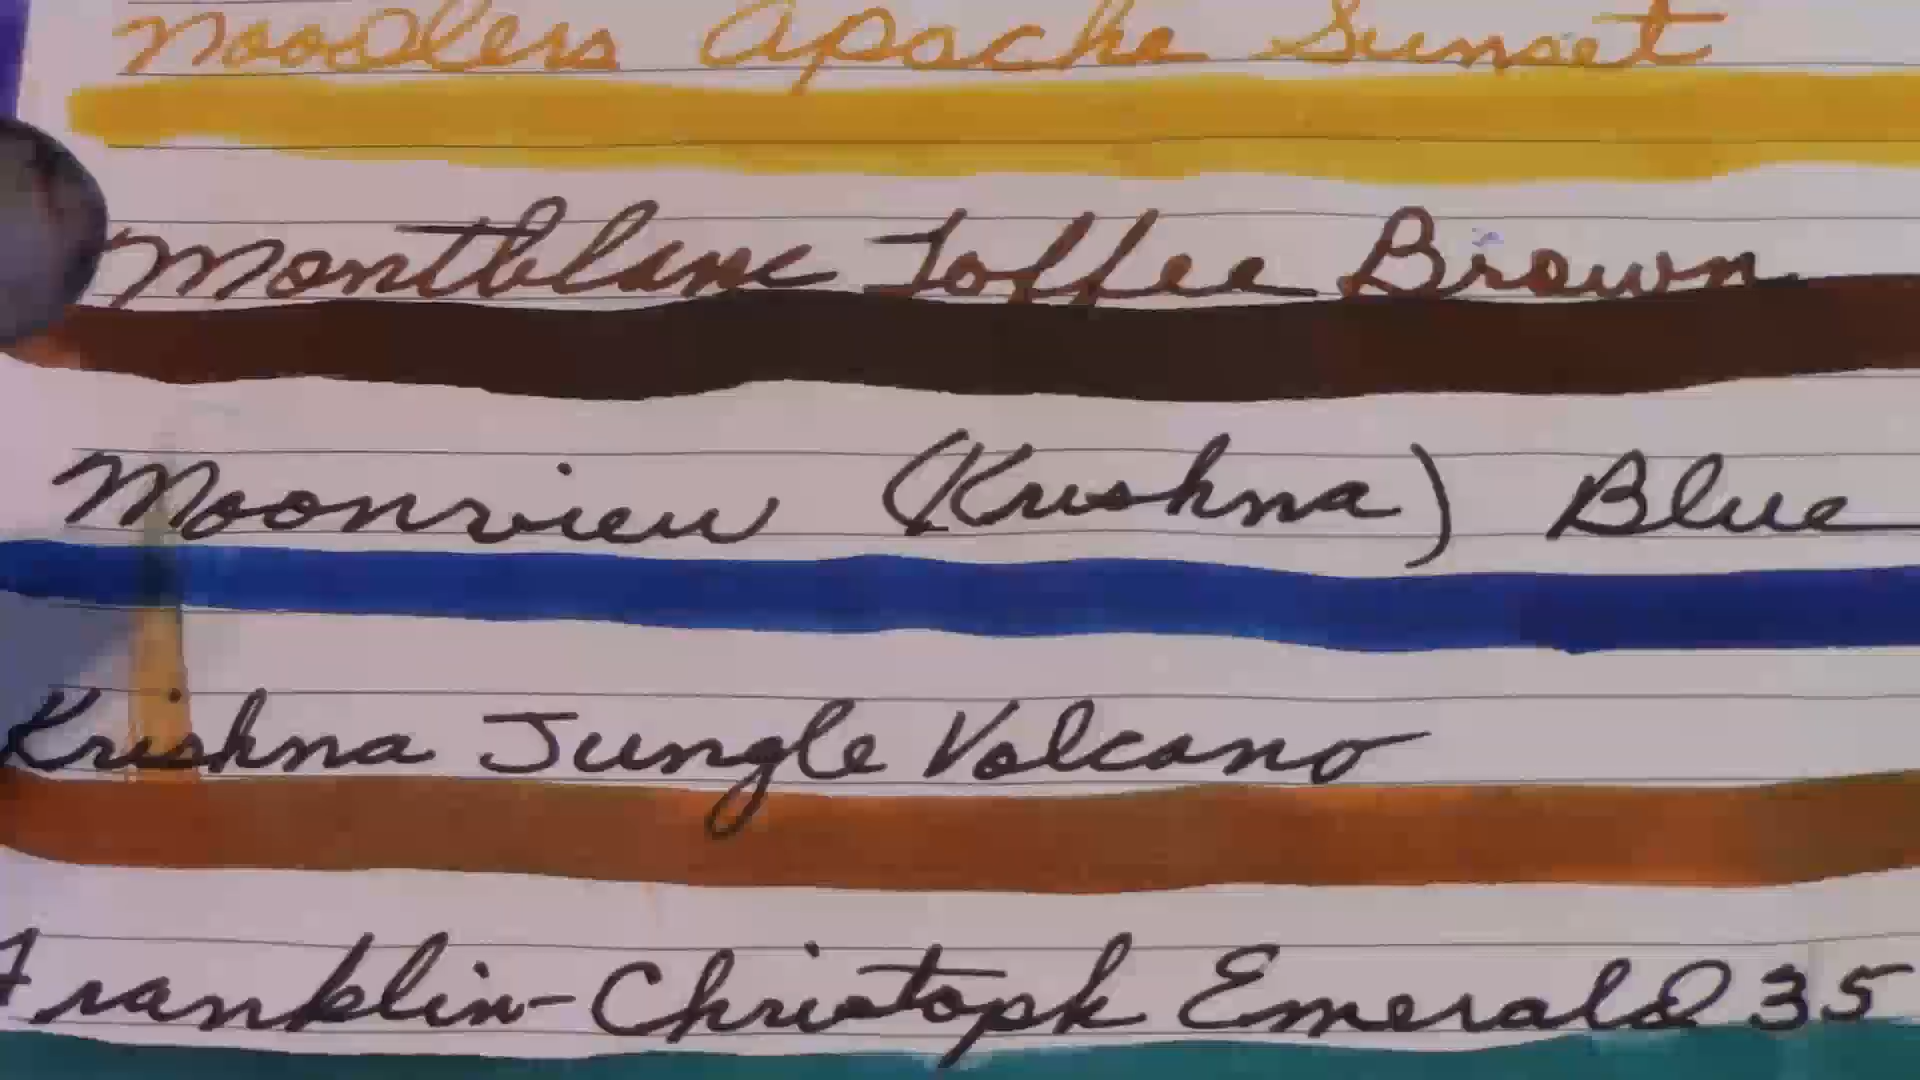 Noodlers Apache Sunset
Montblanc Toffee Brown
Moonview (Krishna) Blue
Krishna Jungle Volcano
Franklin-Christoph Emerald 35